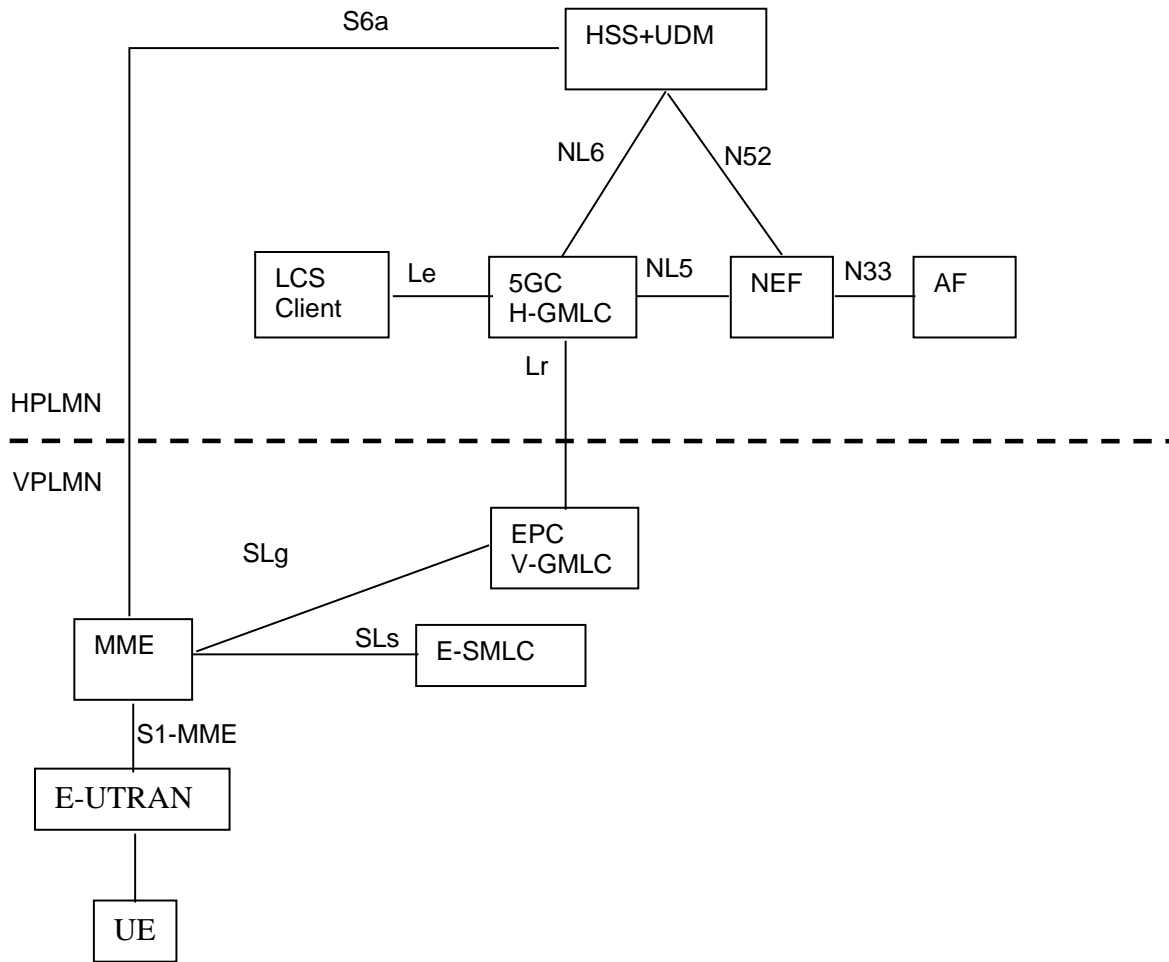 S6a
HSS+UDM
NL6
N52
LCS
Client
Le
5GC
H-GMLC
NL5
NEF
N33
AF
Lr
HPLMN
VPLMN
EPC
V-GMLC
SLg
MME
SLs
E-SMLC
S1-MME
E-UTRAN
UE